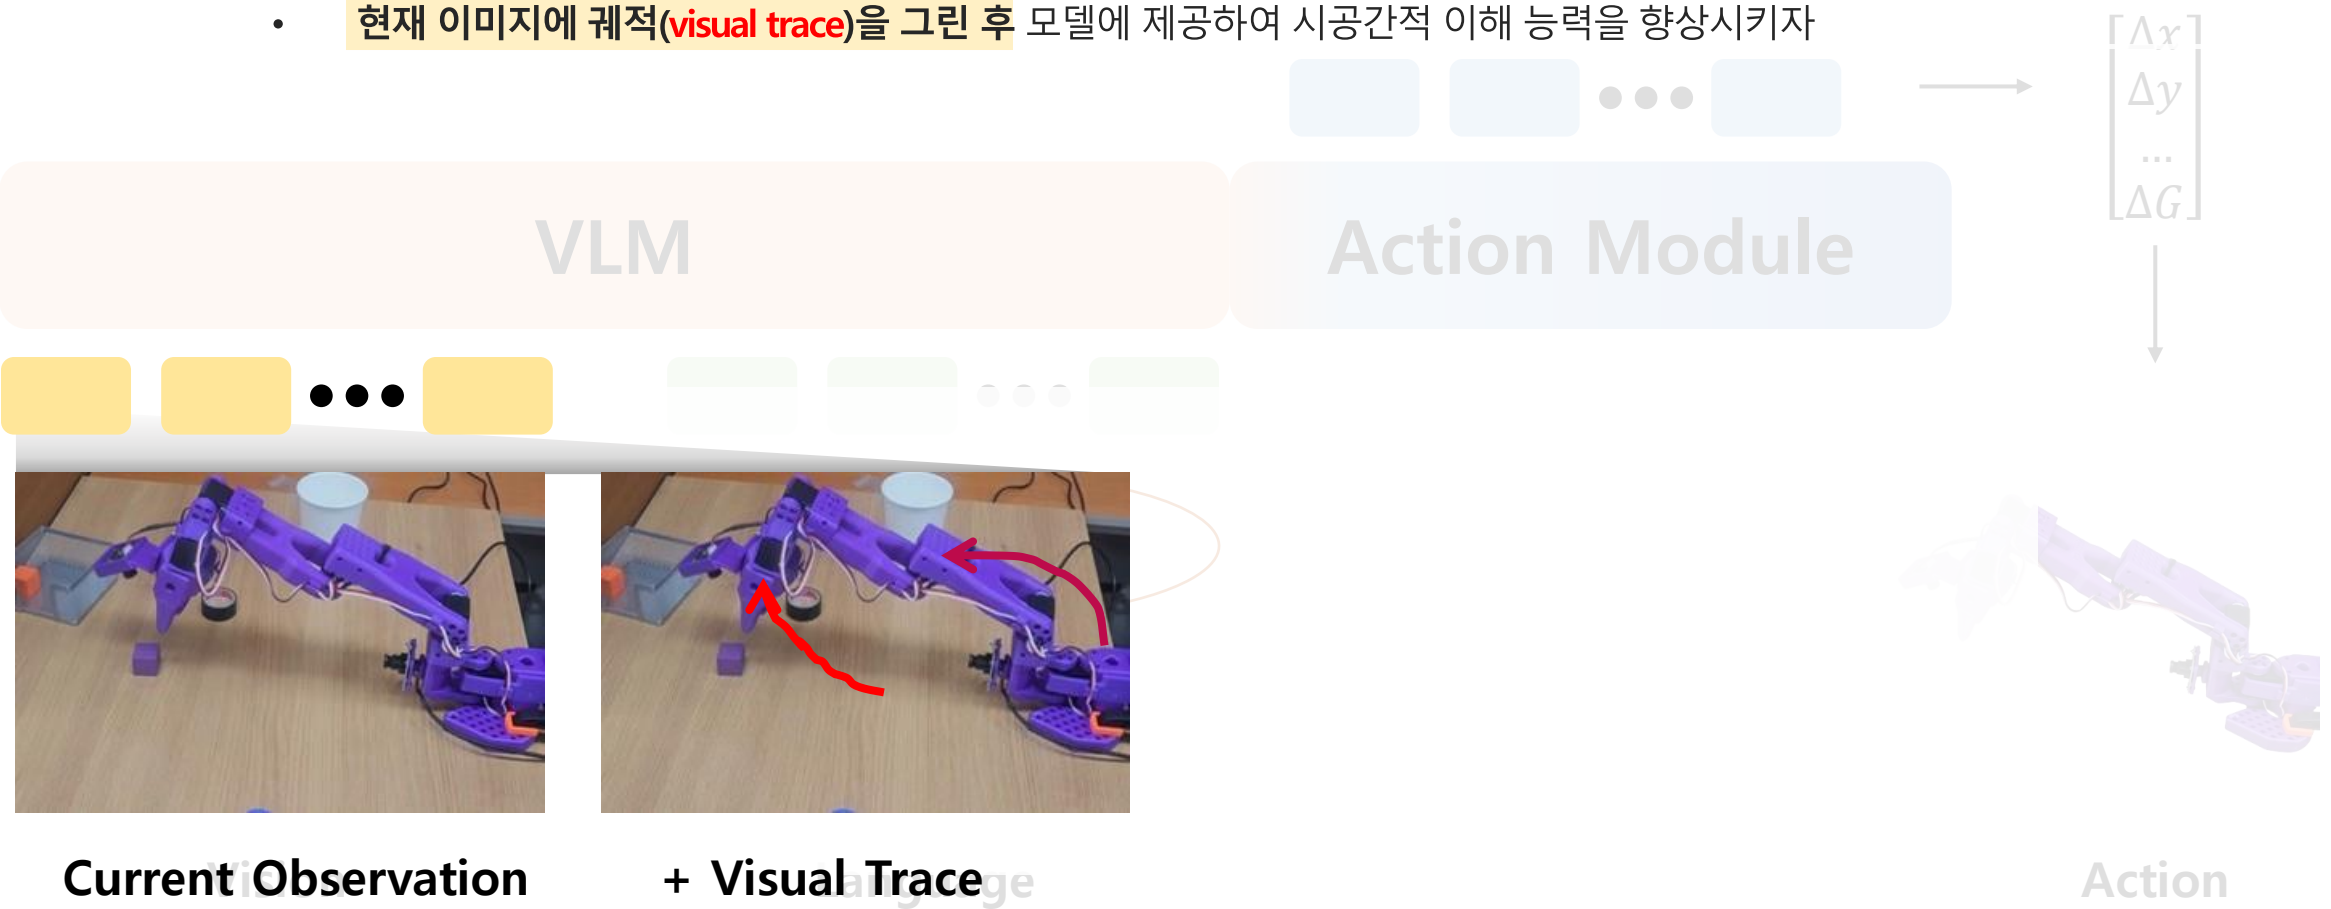 • 현재 이미지에 궤적(visual trace)을 그린 후 모델에 제공하여 시공간적 이해 능력을 향상시키자
Δx
Δy
...
ΔG
VLM
Action Module
Current Observation
+ Visual Trace
Vision
Language
Action